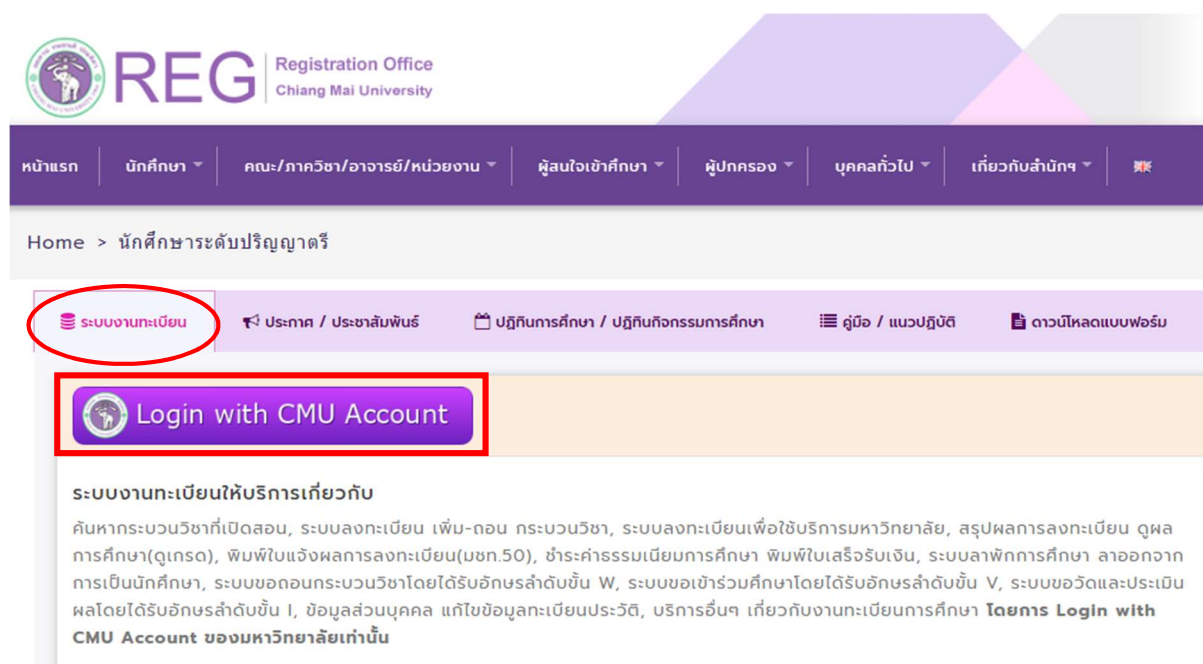 REG
Registration Office
Chiang Mai University
หน้าแรก นักศึกษา คณะ/ภาควิชา/อาจารย์/หน่วยงาน ผู้สนใจเข้าศึกษา ผู้ปกครอง บุคคลทั่วไป เกี่ยวกับสำนักฯ
Home > นักศึกษาระดับปริญญาตรี
ระบบงานทะเบียน ประกาศ / ประชาสัมพันธ์ ปฏิทินการศึกษา / ปฏิทินกิจกรรมการศึกษา คู่มือ / แนวปฏิบัติ ดาวน์โหลดแบบฟอร์ม
Login with CMU Account
ระบบงานทะเบียนให้บริการเกี่ยวกับ
ค้นหากระบวนวิชาที่เปิดสอน, ระบบลงทะเบียน เพิ่ม-ถอน กระบวนวิชา, ระบบลงทะเบียนเพื่อใช้บริการมหาวิทยาลัย, สรุปผลการลงทะเบียน ดูผล
การศึกษา(ดูเกรด), พิมพ์ใบแจ้งผลการลงทะเบียน(มชท.50), ชำระค่าธรรมเนียมการศึกษา พิมพ์ใบเสร็จรับเงิน, ระบบลาพักการศึกษา ลาออกจาก
การเป็นนักศึกษา, ระบบขอถอนกระบวนวิชาโดยได้รับอักษรลำดับขั้น W, ระบบขอเข้าร่วมศึกษาโดยได้รับอักษรลำดับขั้น V, ระบบขอวัดและประเมิน
ผลโดยได้รับอักษรลำดับขั้น I, ข้อมูลส่วนบุคคล แก้ไขข้อมูลทะเบียนประวัติ, บริการอื่นๆ เกี่ยวกับงานทะเบียนการศึกษา โดยการ Login with
CMU Account ของมหาวิทยาลัยเท่านั้น